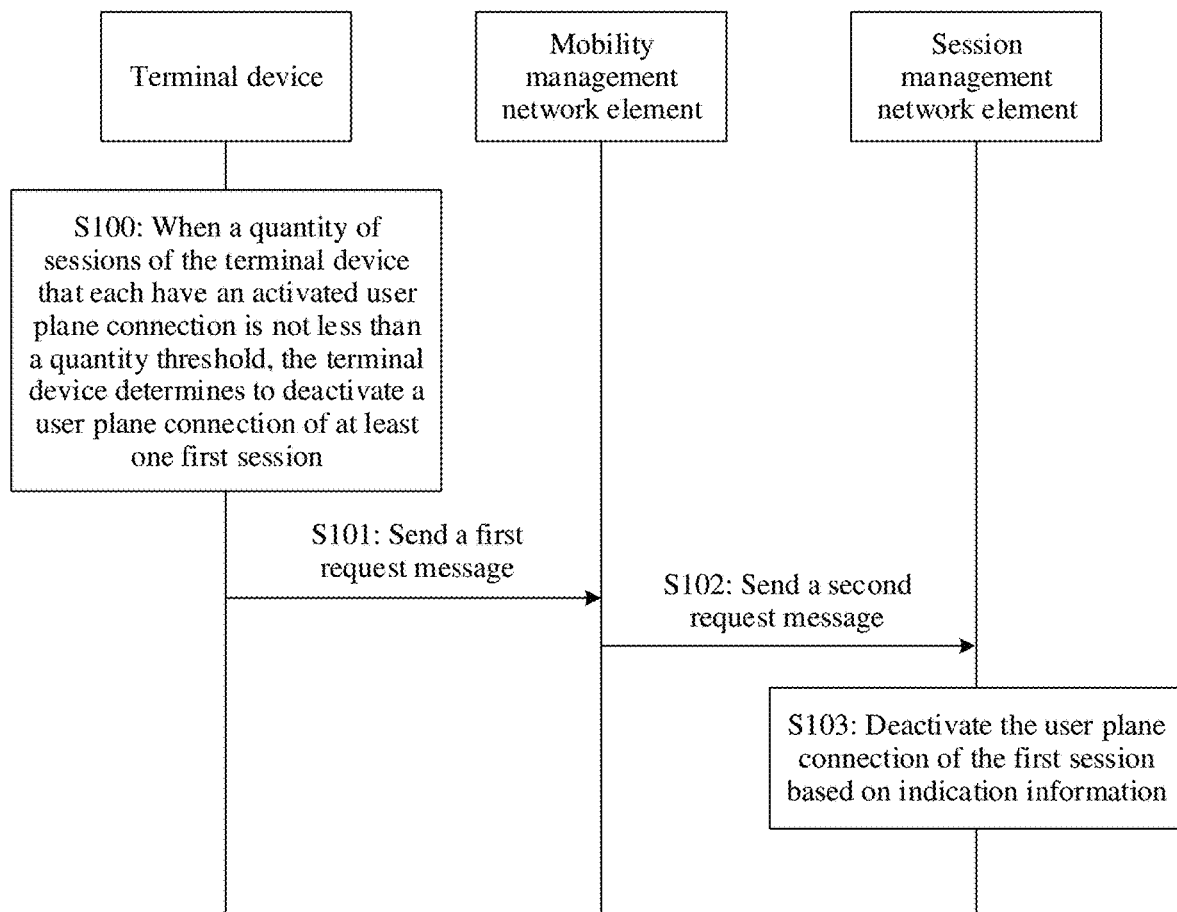 Terminal device
Mobility
management
network element
Session
management
network element
S100: When a quantity of
sessions of the terminal device
that each have an activated user
plane connection is not less than
a quantity threshold, the terminal
device determines to deactivate a
user plane connection of at least
one first session
S101: Send a first
request message
S102: Send a second
request message
S103: Deactivate the user plane
connection of the first session
based on indication information